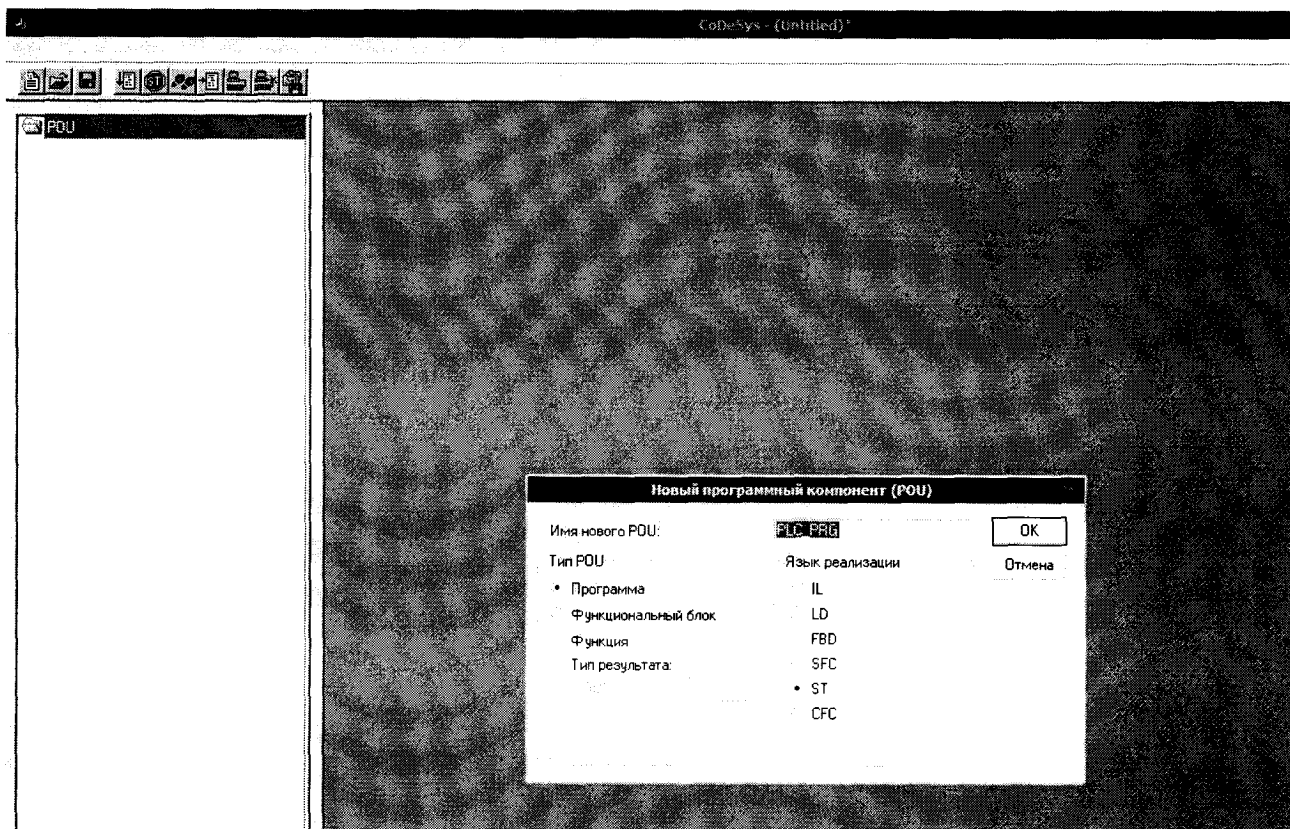 CoDeSys - (Untitled)*
POU
Новый программный компонент (POU)
Имя нового POU:
PLC_PRG
OK
Тип POU
Язык реализации
Отмена
Программа
IL
Функциональный блок
LD
Функция
FBD
Тип результата:
SFC
ST
CFC